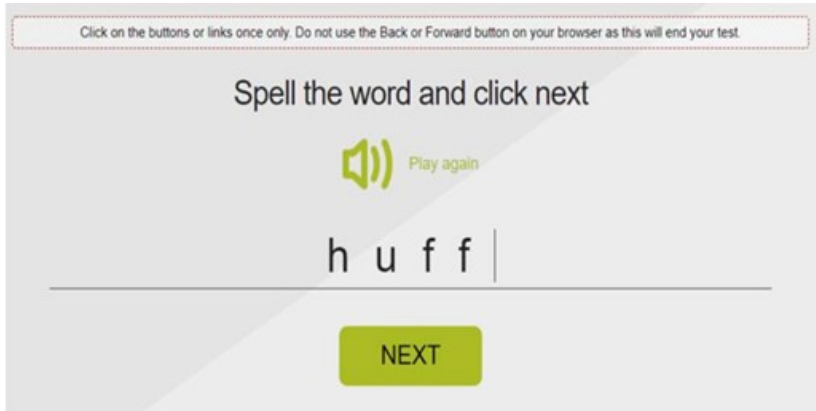 Click on the buttons or links once only. Do not use the Back or Forward button on your browser as this will end your test.
Spell the word and click next
Play again
h u f f
NEXT